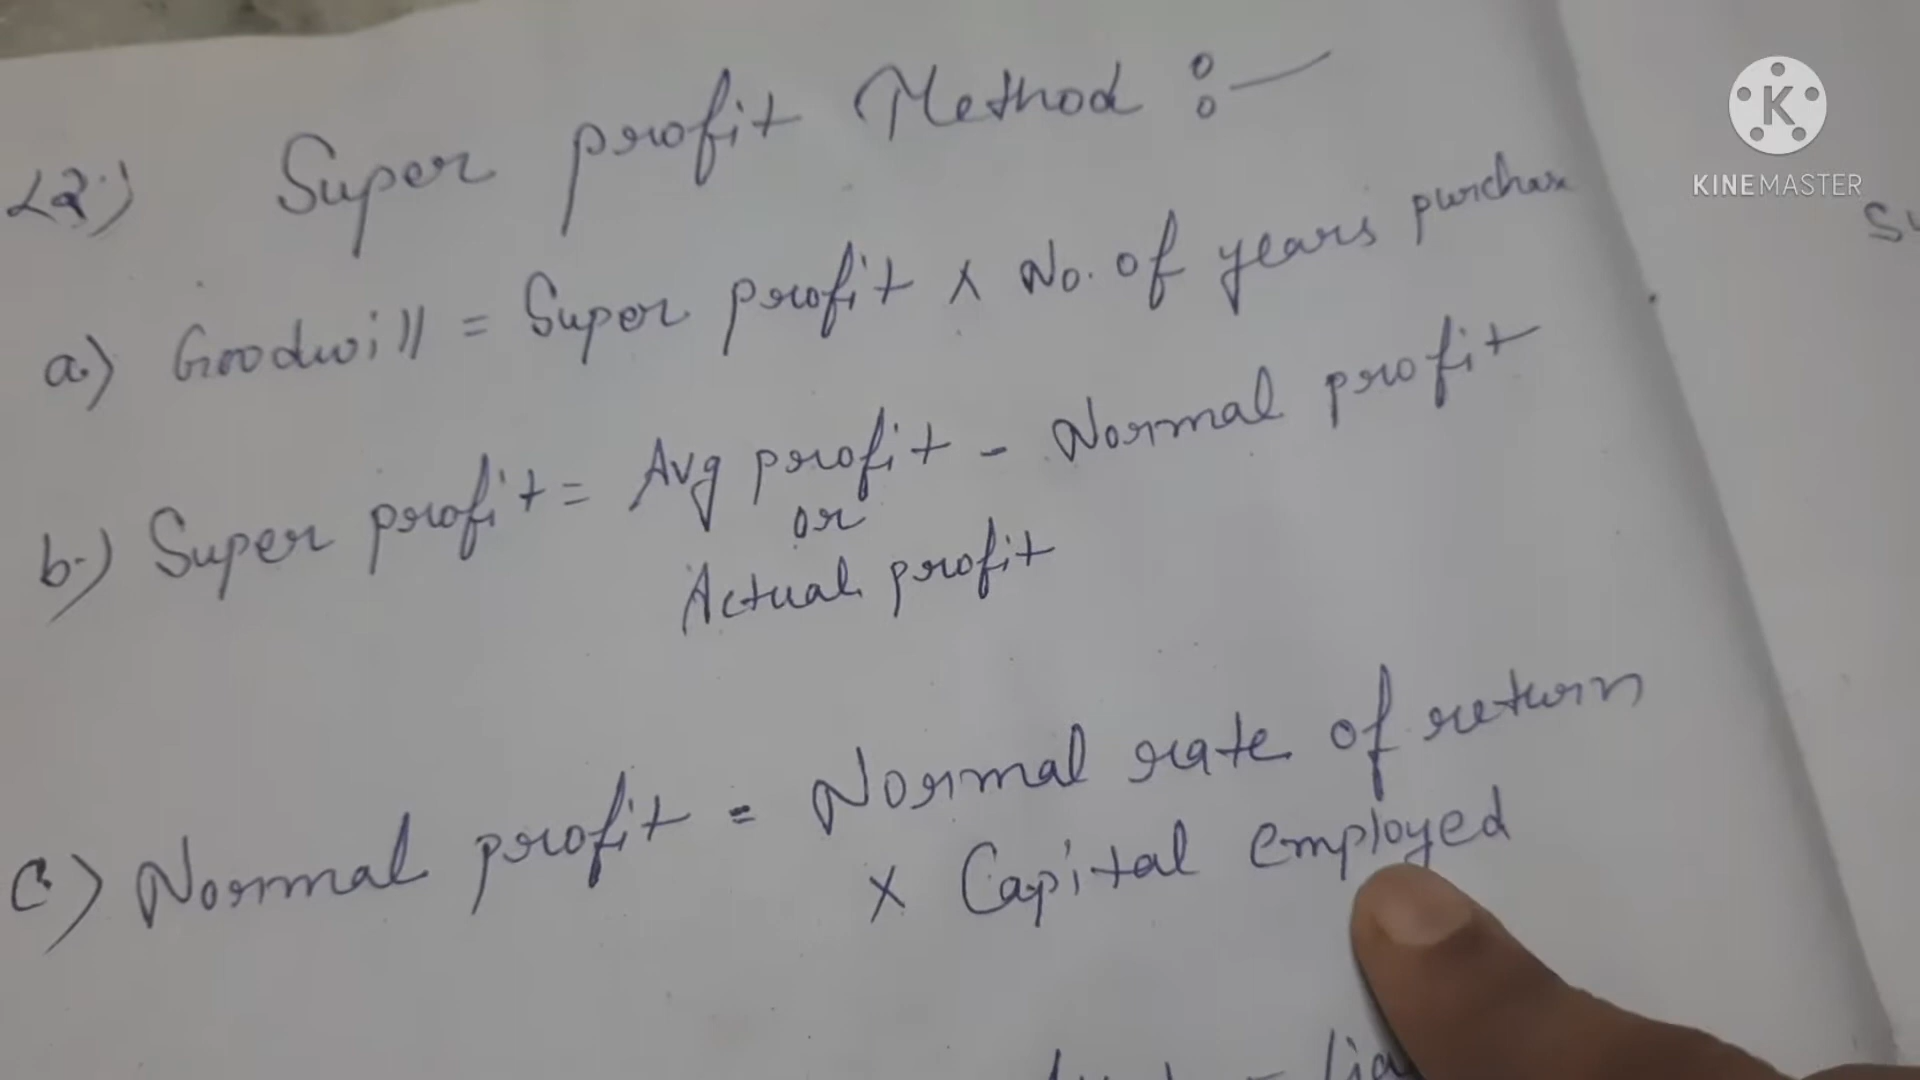 KINEMASTER
<2.) Super profit Method :-
a.) Goodwill = Super profit x No. of years purchase
b.) Super profit = Avg profit - Normal profit
or
Actual profit
C.) Normal profit = Normal rate of return
x Capital employed